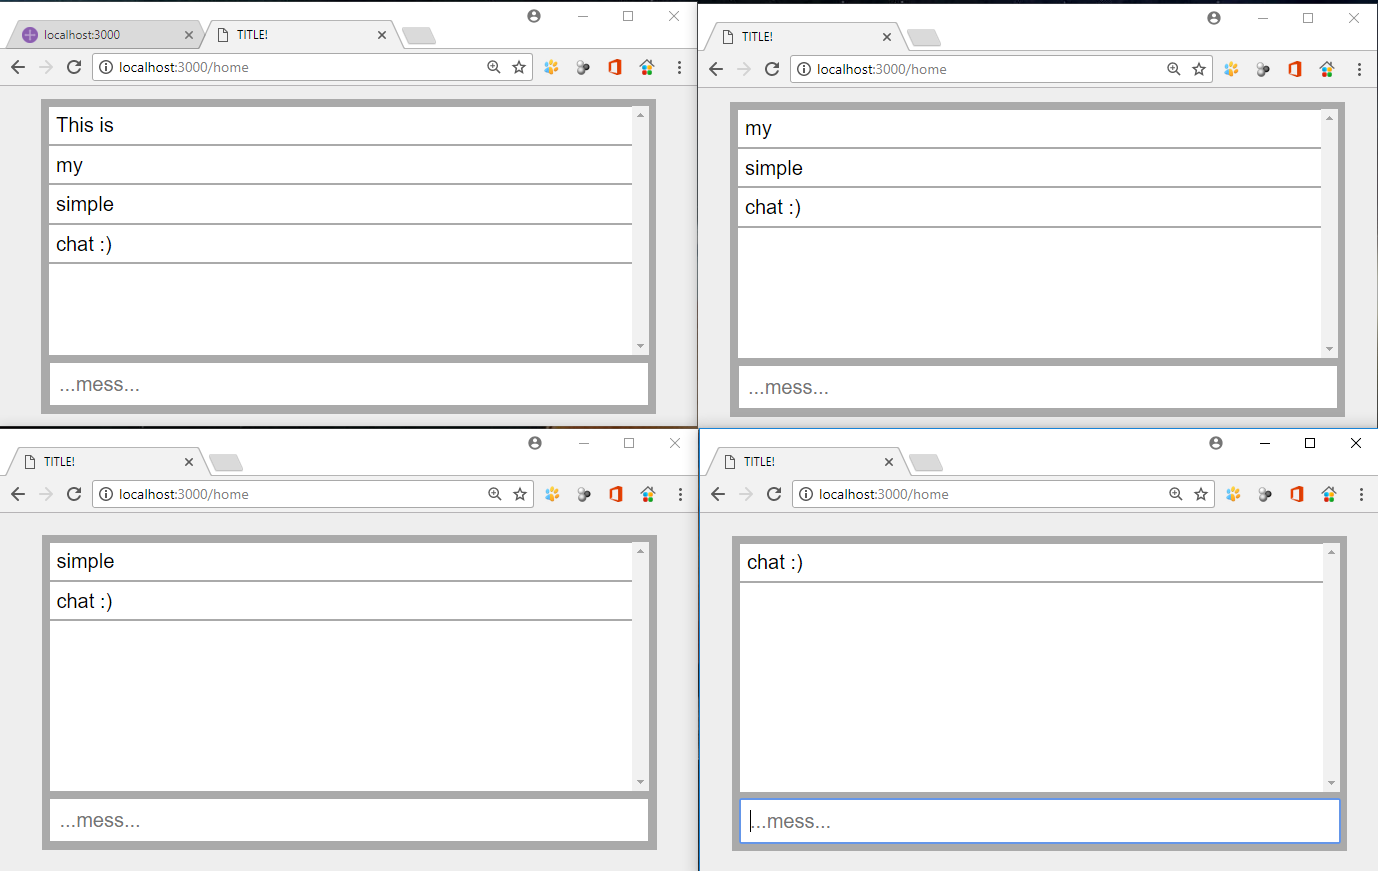 localhost:3000
TITLE!
localhost:3000/home
This is
my
simple
chat :)
...mess...
TITLE!
localhost:3000/home
my
simple
chat :)
...mess...
TITLE!
localhost:3000/home
simple
chat :)
...mess...
TITLE!
localhost:3000/home
chat :)
...mess...